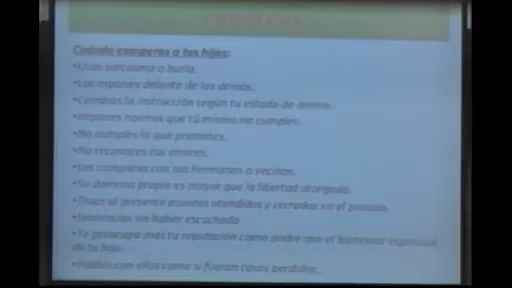 Cuándo exasperas a tus hijos:
•Usas sarcasmo o burla.
•Los expones delante de los demás.
•Cambias la instrucción según tu estado de ánimo.
•Impones normas que tú mismo no cumples.
•No cumples lo que prometes.
•No reconoces tus errores.
•Los comparas con sus hermanos o vecinos.
•Su dominio propio es mayor que la libertad otorgada.
•Traes al presente asuntos atendidos y cerrados en el pasado.
•Sentencias sin haber escuchado
•Te preocupa más tu reputación como padre que el bienestar espiritual
de tu hijo.
•Hablas con ellos como si fueran casos perdidos.